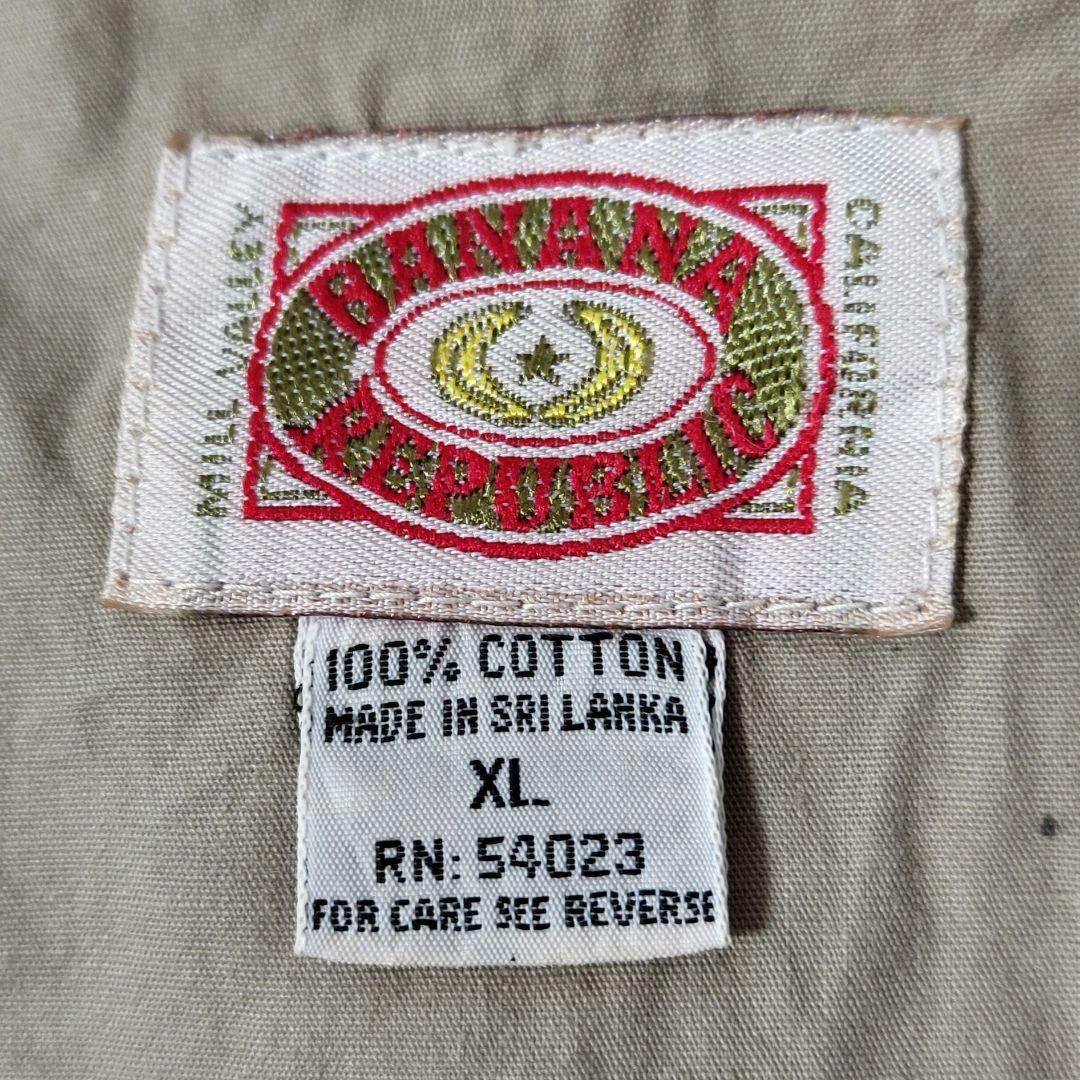 MILL VALLEY
BANANA
REPUBLIC
CALIFORNIA
100% COTTON
MADE IN SRI LANKA
XL
RN: 54023
FOR CARE SEE REVERSE